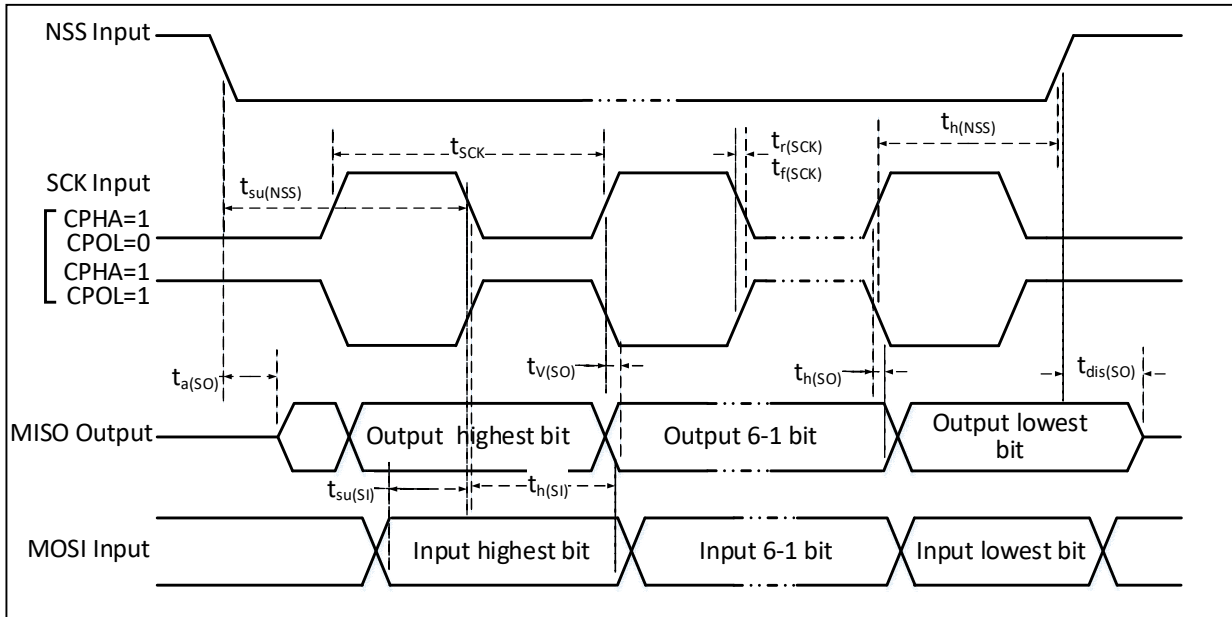 NSS Input
SCK Input
CPHA=1
CPOL=0
CPHA=1
CPOL=1
tsu(NSS)
tSCK
tr(SCK)
tf(SCK)
th(NSS)
ta(SO)
tV(SO)
th(SO)
tdis(SO)
MISO Output
Output highest bit
Output 6-1 bit
Output lowest
bit
tsu(SI)
th(SI)
MOSI Input
Input highest bit
Input 6-1 bit
Input lowest bit